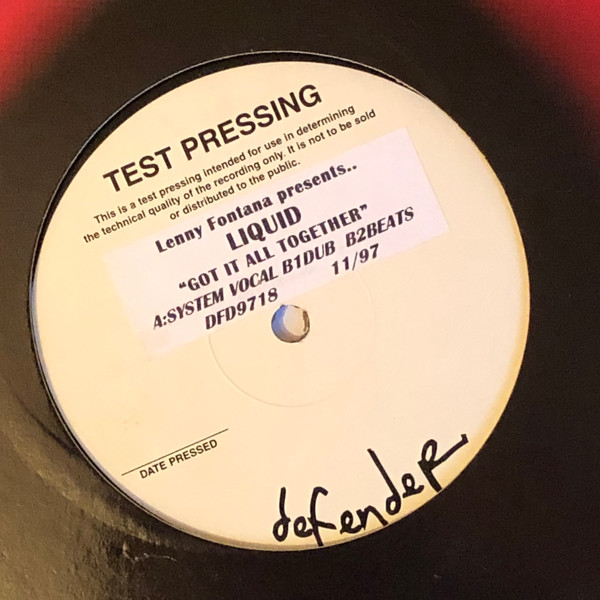 TEST PRESSING
This is a test pressing intended for use in determining
the technical quality of the recording only. It is not to be sold
or distributed to the public.
Lenny Fontana presents..
LIQUID
"GOT IT ALL TOGETHER"
A:SYSTEM VOCAL B1DUB B2BEATS
DFD9718 11/97
DATE PRESSED
defender